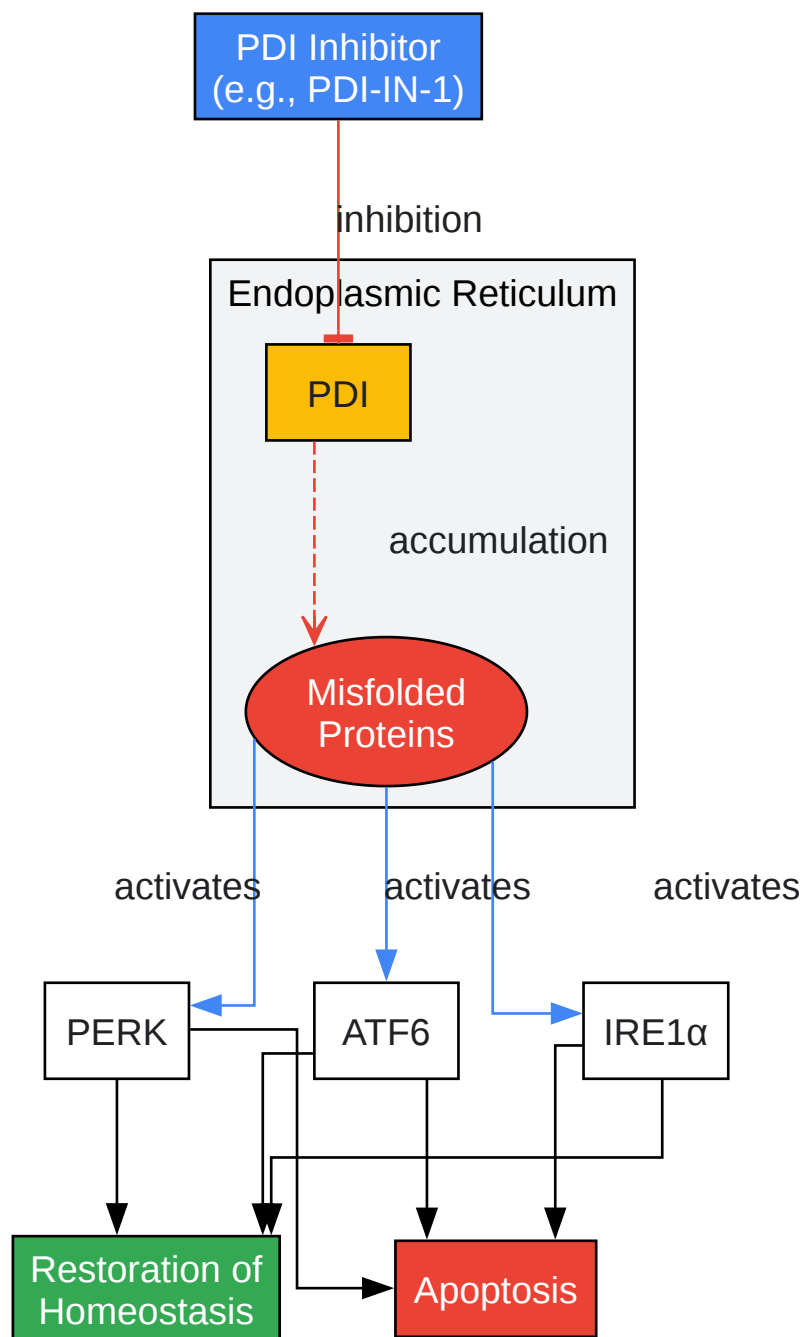 PDI Inhibitor
(e.g., PDI-IN-1)
inhibition
Endoplasmic Reticulum
PDI
accumulation
Misfolded
Proteins
activates
activates
activates
PERK
ATF6
IRE1α
Restoration of
Homeostasis
Apoptosis